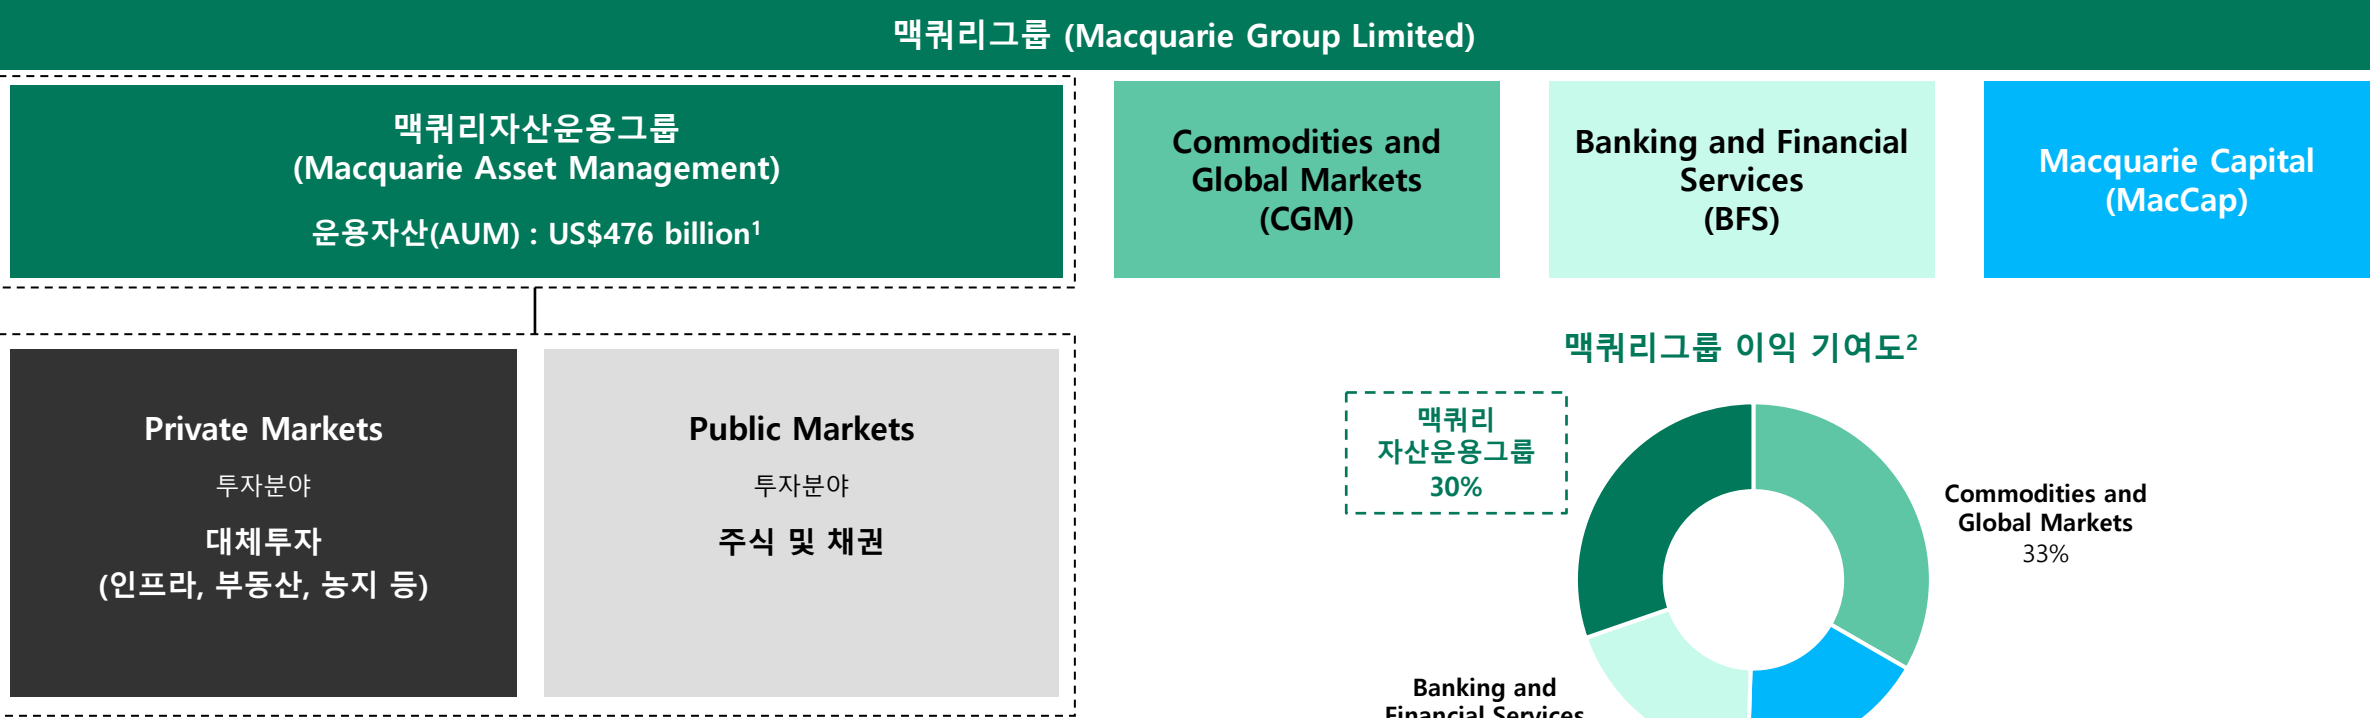 맥쿼리그룹 (Macquarie Group Limited)
맥쿼리자산운용그룹
(Macquarie Asset Management)
운용자산(AUM) : US$476 billion¹
Commodities and
Global Markets
(CGM)
Banking and Financial
Services
(BFS)
Macquarie Capital
(MacCap)
Private Markets
투자분야
대체투자
(인프라, 부동산, 농지 등)
Public Markets
투자분야
주식 및 채권
맥쿼리그룹 이익 기여도²
맥쿼리
자산운용그룹
30%
Commodities and
Global Markets
33%
Banking and
Financial Services